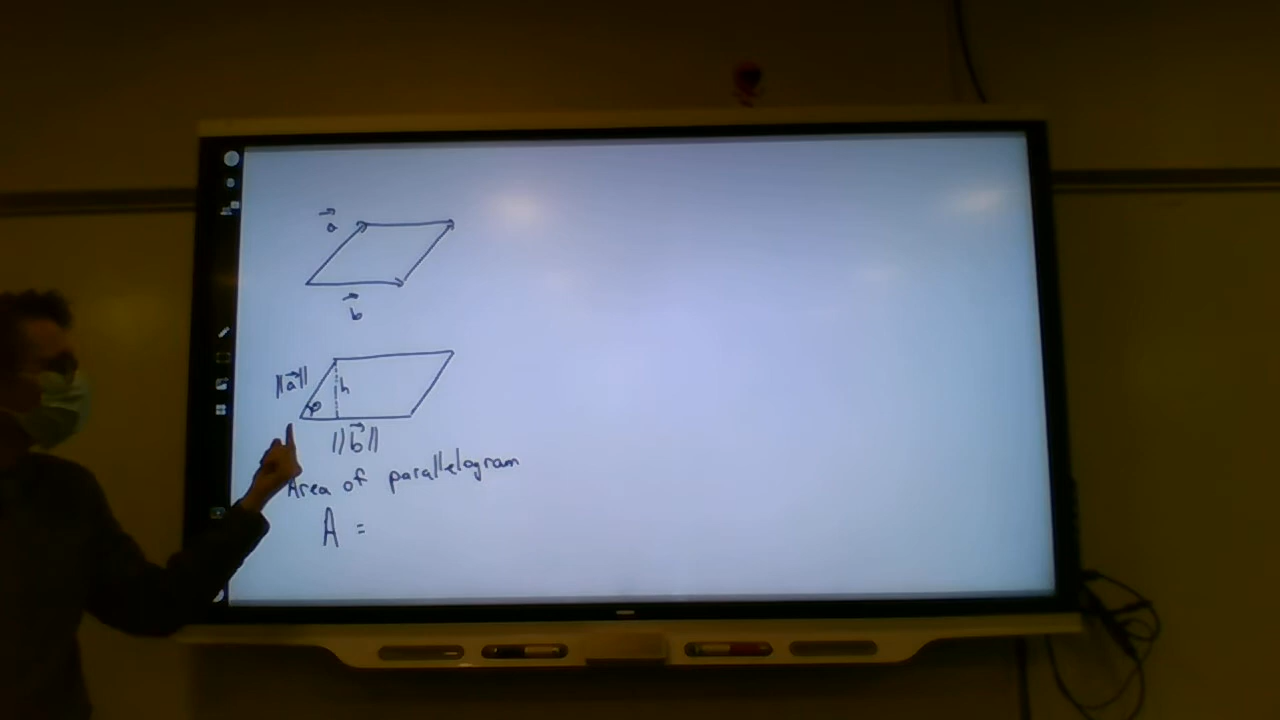 a⃗
b⃗
||a⃗||
h
θ
||b⃗||
Area of parallelogram
A =